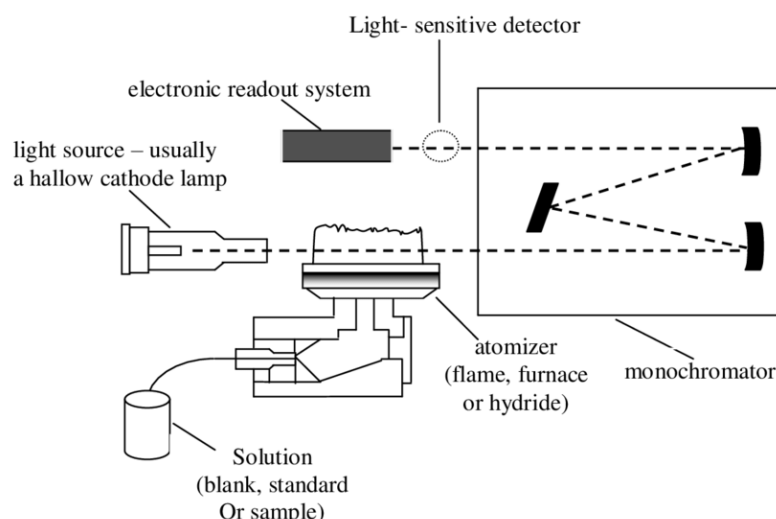 Light- sensitive detector
electronic readout system
light source – usually
a hallow cathode lamp
atomizer
(flame, furnace
or hydride)
monochromator
Solution
(blank, standard
Or sample)